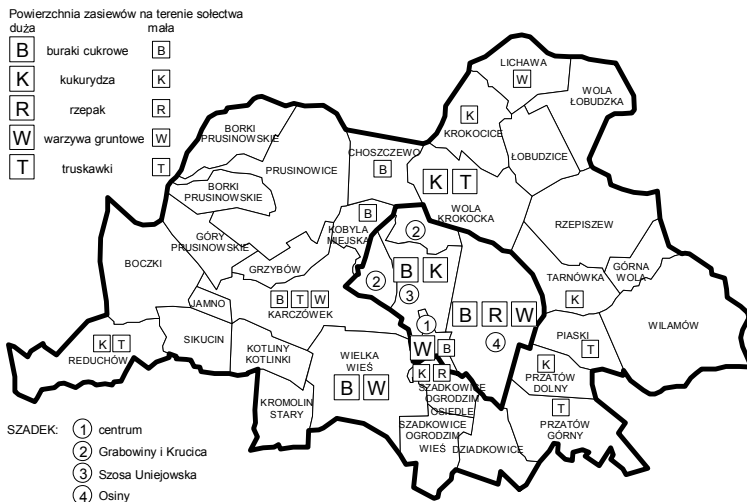 Powierzchnia zasiewów na terenie sołectwa
duża mała
B buraki cukrowe B
K kukurydza K
R rzepak R
W warzywa gruntowe W
T truskawki T
LICHAWA
W
WOLA
ŁOBUDZKA
K
KROKOCICE
ŁOBUDZICE
BORKI
PRUSINOWSKIE
PRUSINOWICE
CHOSZCZEWO
B
K T
WOLA
KROKOCKA
BORKI
PRUSINOWSKIE
RZEPISZEW
B
KOBYLA
MIEJSKA
2
GÓRY
PRUSINOWSKIE
BOCZKI
GRZYBÓW
2
B K
3
GÓRNA
WOLA
TARNÓWKA
K
JAMNO
B T W
KARCZÓWEK
1
B R W
4
WILAMÓW
K T
REDUCHÓW
SIKUCIN
KOTLINY
KOTLINKI
WIELKA
WIEŚ
B W
W B
K R
SZADKOWICE
OGRODZIM
OSIEDLE
PIASKI
T
K
PRZATÓW
DOLNY
KROMOLIN
STARY
SZADKOWICE
OGRODZIM
WIEŚ
DZIADKOWICE
T
PRZATÓW
GÓRNY
SZADEK: 1 centrum
2 Grabowiny i Krucica
3 Szosa Uniejowska
4 Osiny